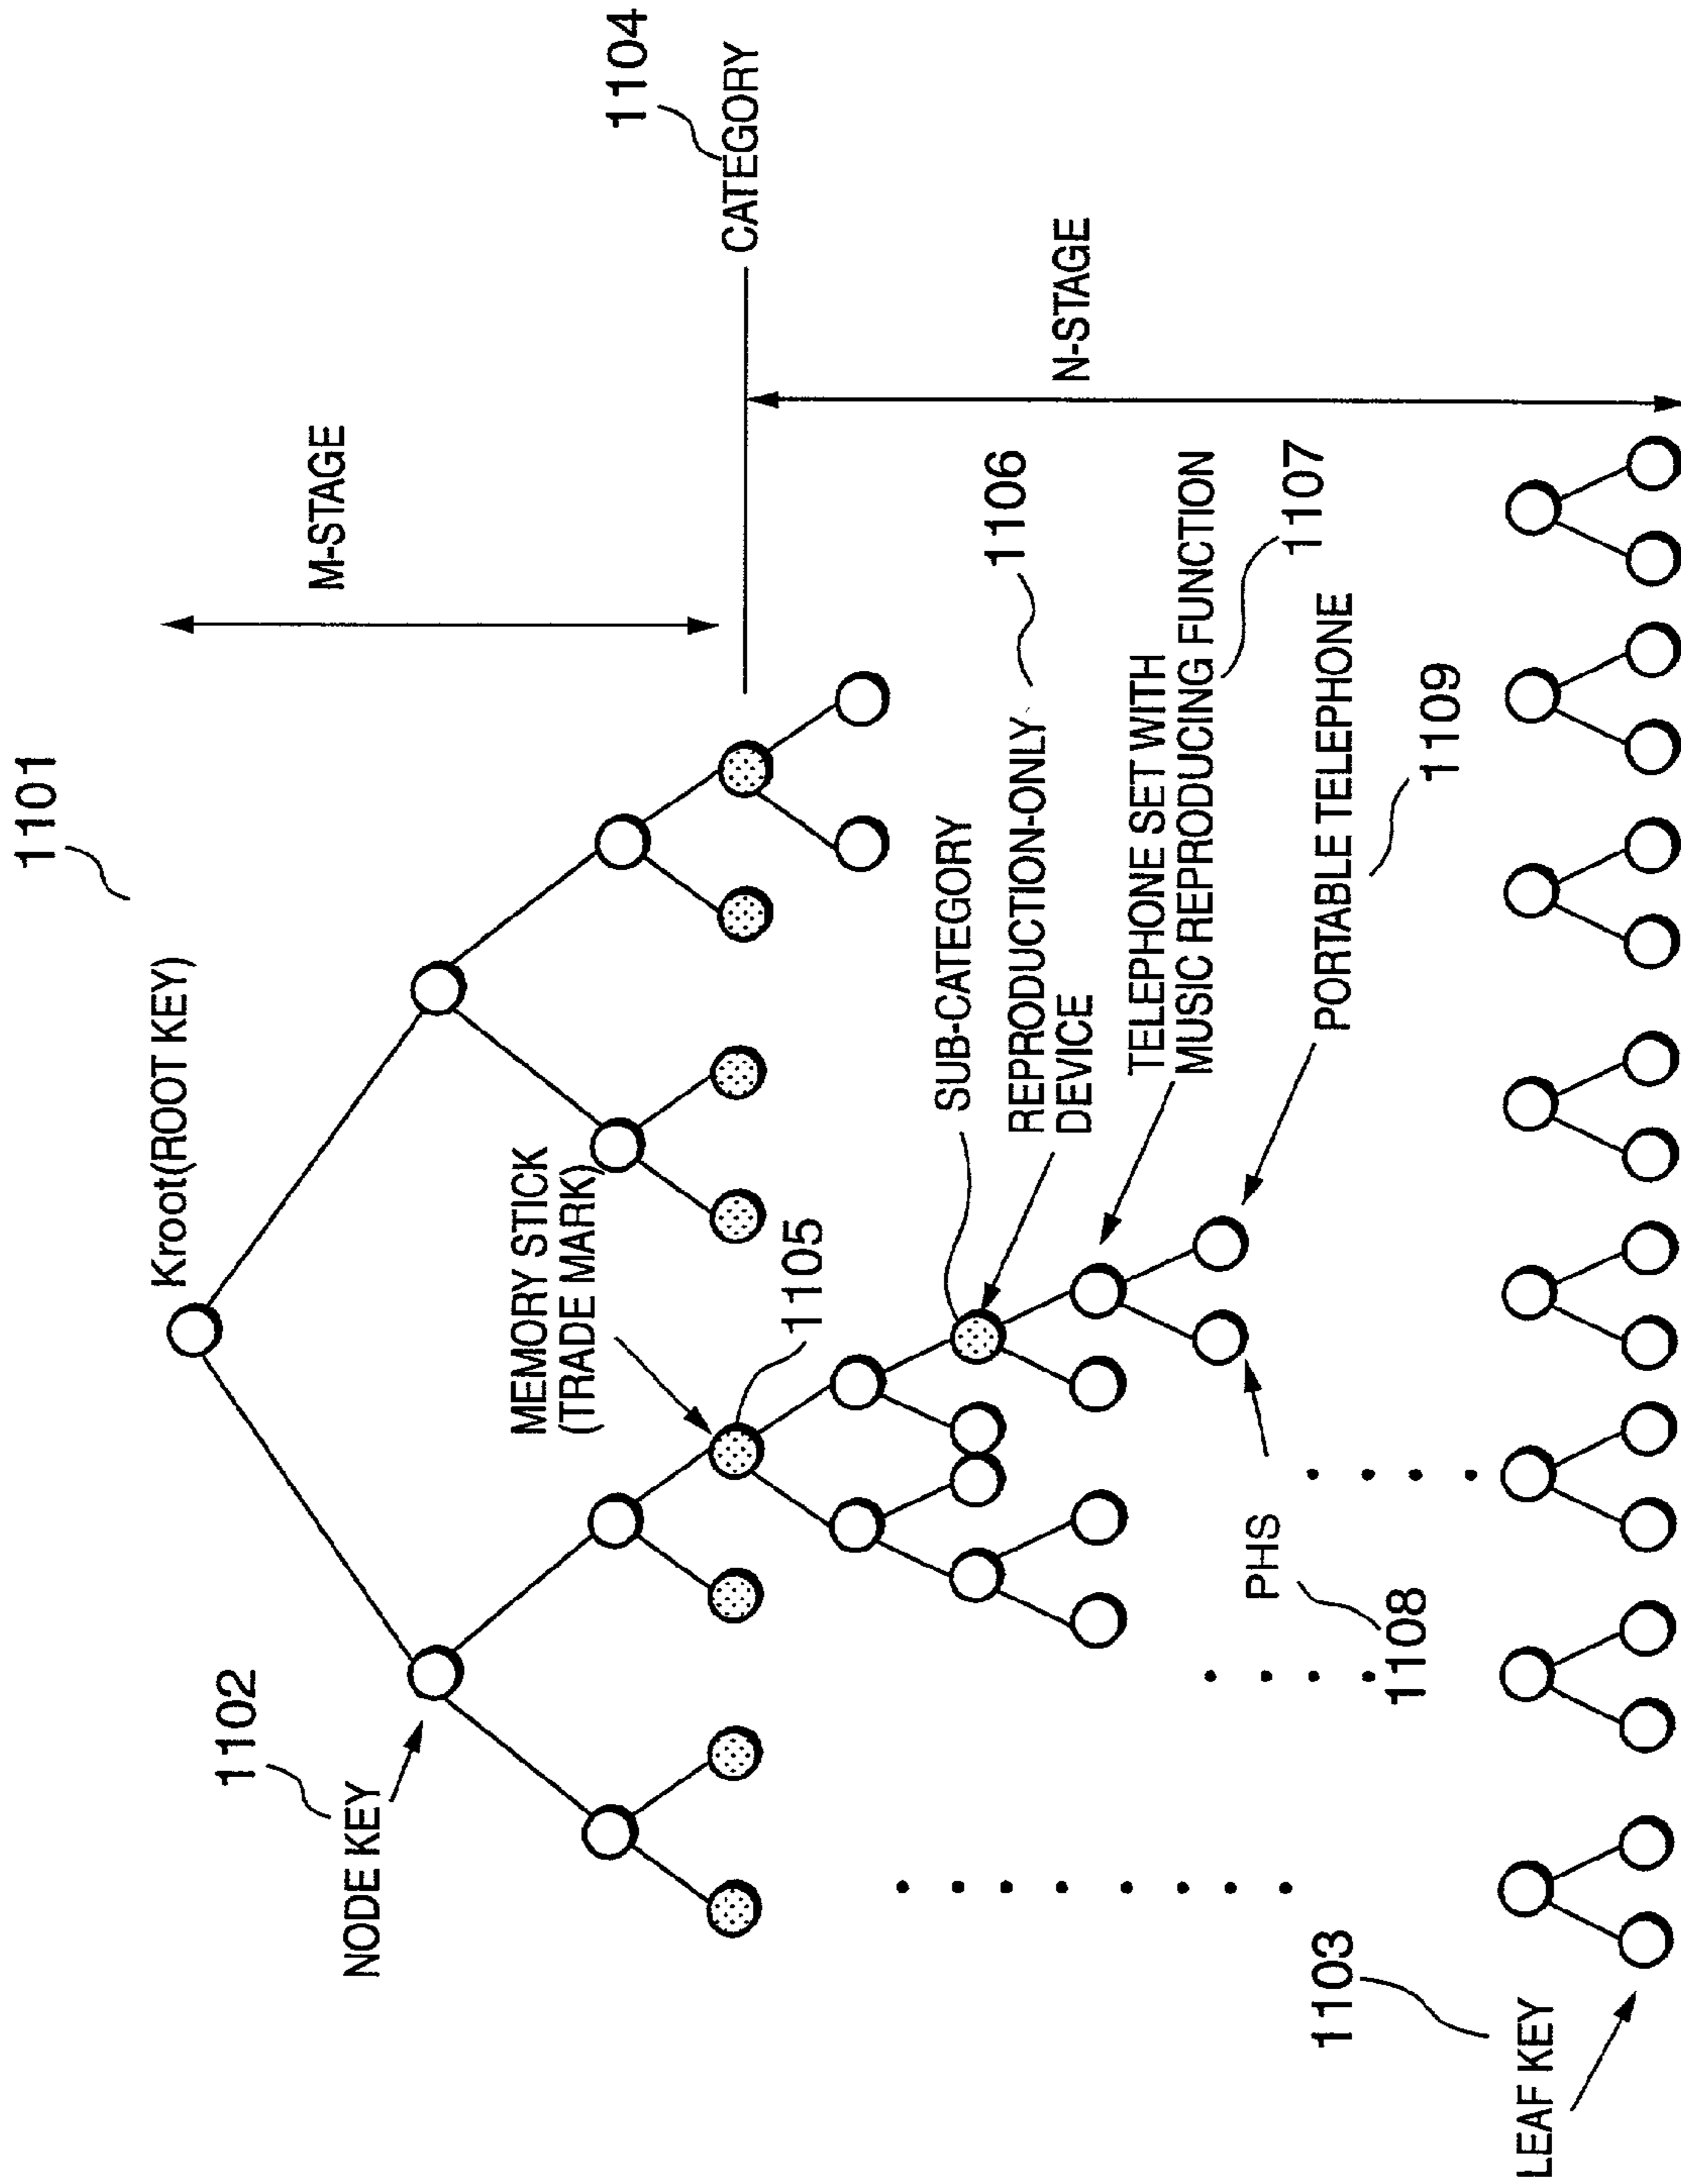 1101
Kroot(ROOT KEY)
1102
NODE KEY
M-STAGE
1104
CATEGORY
MEMORY STICK
(TRADE MARK)
1105
N-STAGE
SUB-CATEGORY
REPRODUCTION-ONLY
DEVICE
1106
TELEPHONE SET WITH
MUSIC REPRODUCING FUNCTION
1107
PHS
1108
PORTABLE TELEPHONE
1109
1103
LEAF KEY